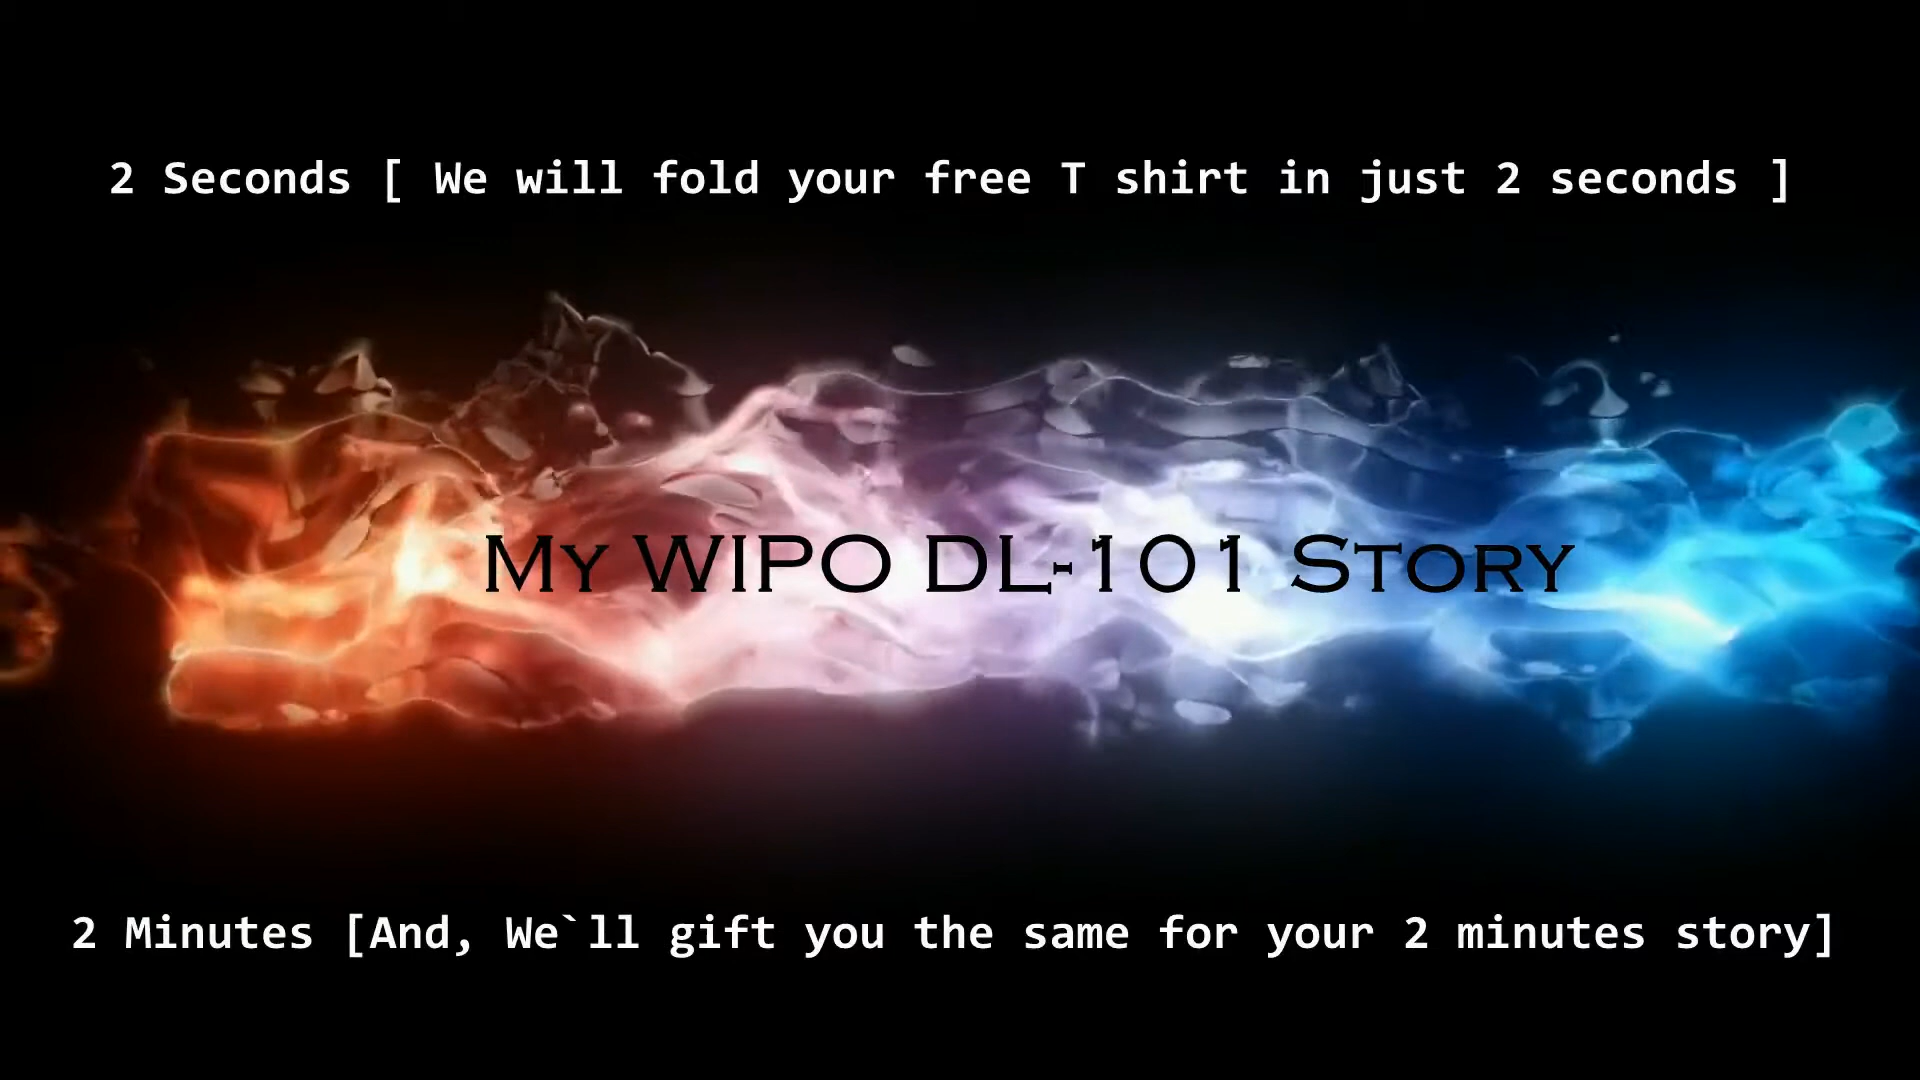 2 Seconds [ We will fold your free T shirt in just 2 seconds ]
My WIPO DL-101 Story
2 Minutes [And, We`ll gift you the same for your 2 minutes story]